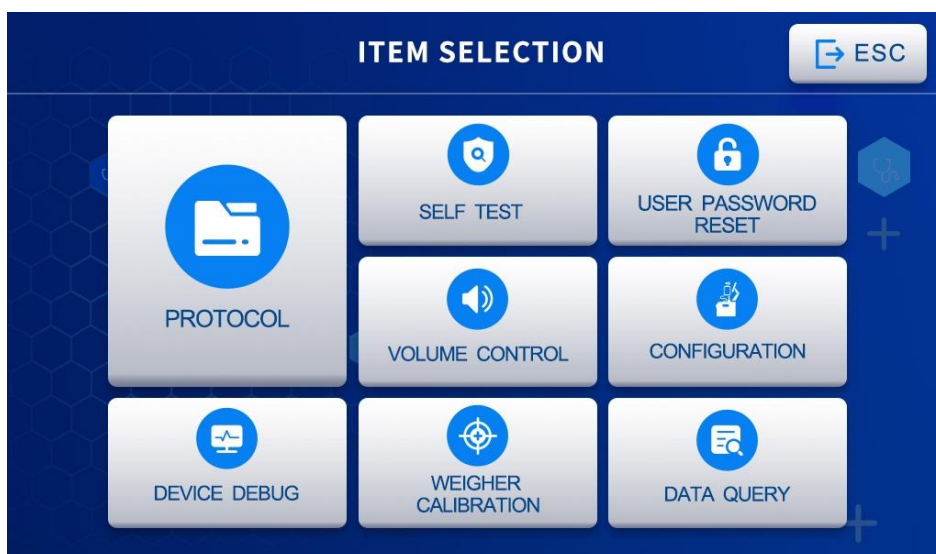 ITEM SELECTION
ESC
PROTOCOL
SELF TEST
USER PASSWORD
RESET
VOLUME CONTROL
CONFIGURATION
DEVICE DEBUG
WEIGHER
CALIBRATION
DATA QUERY